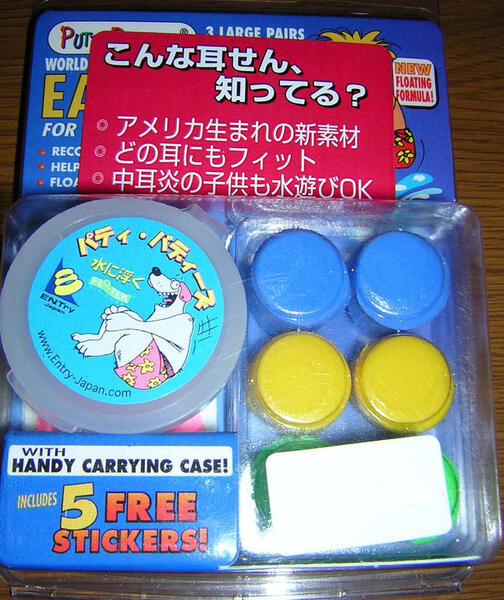 3 LARGE PAIRS
WORLD
EA
FOR
• RECO
• HELP
• FLOA
NEW
FLOATING
FORMULA!
こんな耳せん、
知ってる？
◎ アメリカ生まれの新素材
◎ どの耳にもフィット
◎ 中耳炎の子供も水遊びOK
パティ・バディーズ
水に浮く
ENTRY
Japan
www.Entry-Japan.com
WITH
HANDY CARRYING CASE!
INCLUDES 5 FREE
STICKERS!